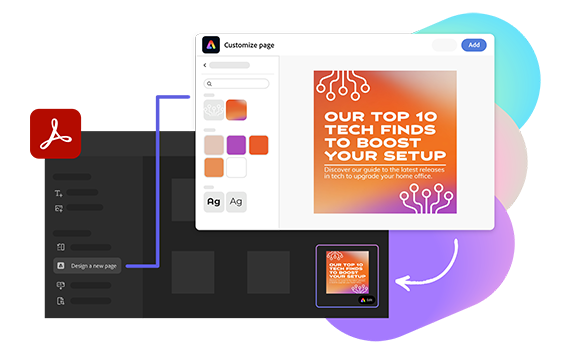 Customize page
Add
OUR TOP 10
TECH FINDS
TO BOOST
YOUR SETUP
Discover our guide to the latest releases
in tech to upgrade your home office.
Ag Ag
Design a new page
OUR TOP 10
TECH FINDS
TO BOOST
YOUR SETUP
Edit